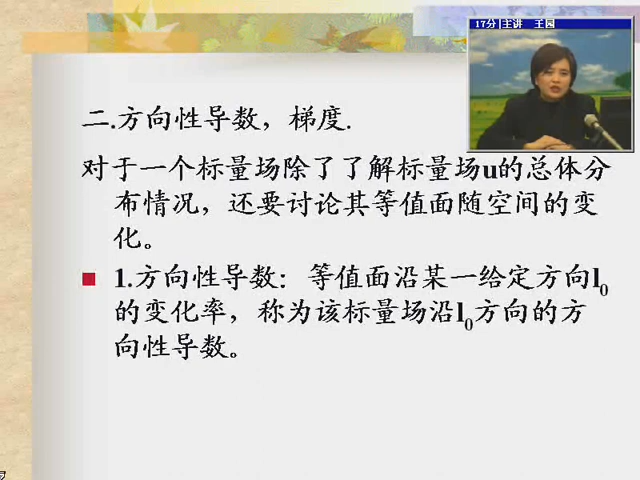 17分|主讲 王园
二.方向性导数，梯度.
对于一个标量场除了了解标量场u的总体分
布情况，还要讨论其等值面随空间的变
化。
1.方向性导数：等值面沿某一给定方向l0
的变化率，称为该标量场沿l0方向的方
向性导数。